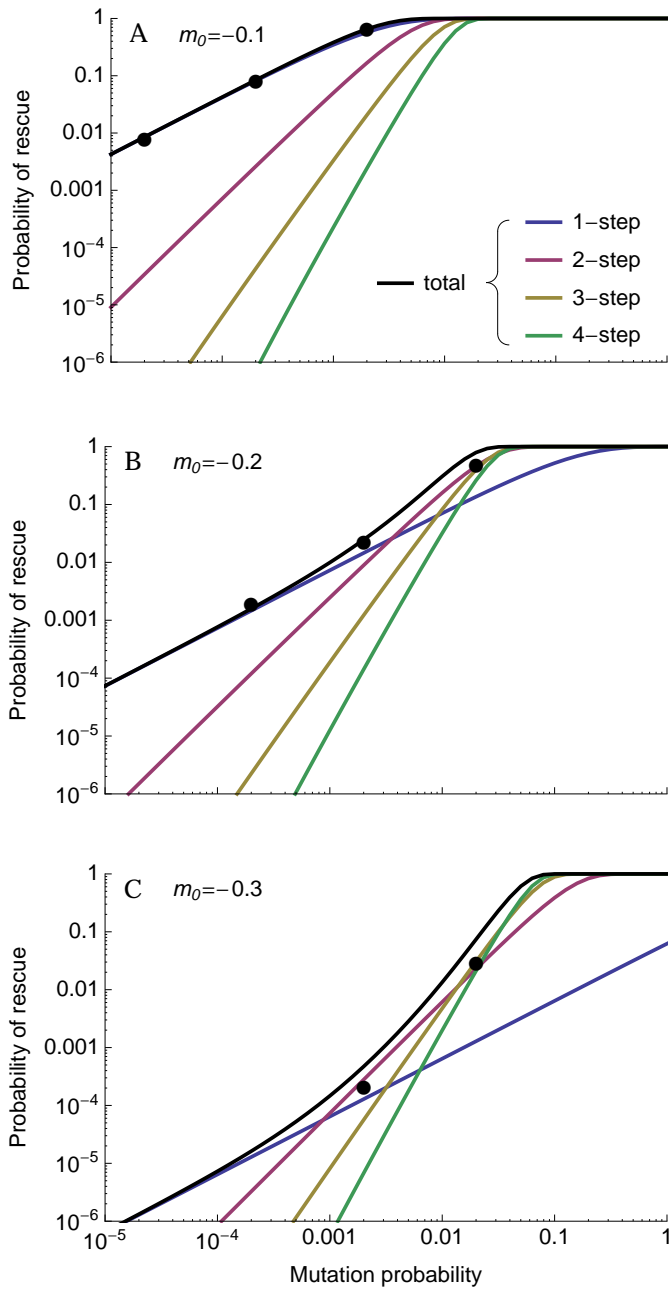 A m₀=−0.1
Probability of rescue
1
0.1
0.01
0.001
10⁻⁴
10⁻⁵
10⁻⁶
total
1−step
2−step
3−step
4−step
B m₀=−0.2
Probability of rescue
1
0.1
0.01
0.001
10⁻⁴
10⁻⁵
10⁻⁶
C m₀=−0.3
Probability of rescue
1
0.1
0.01
0.001
10⁻⁴
10⁻⁵
10⁻⁶
10⁻⁵ 10⁻⁴ 0.001 0.01 0.1 1
Mutation probability